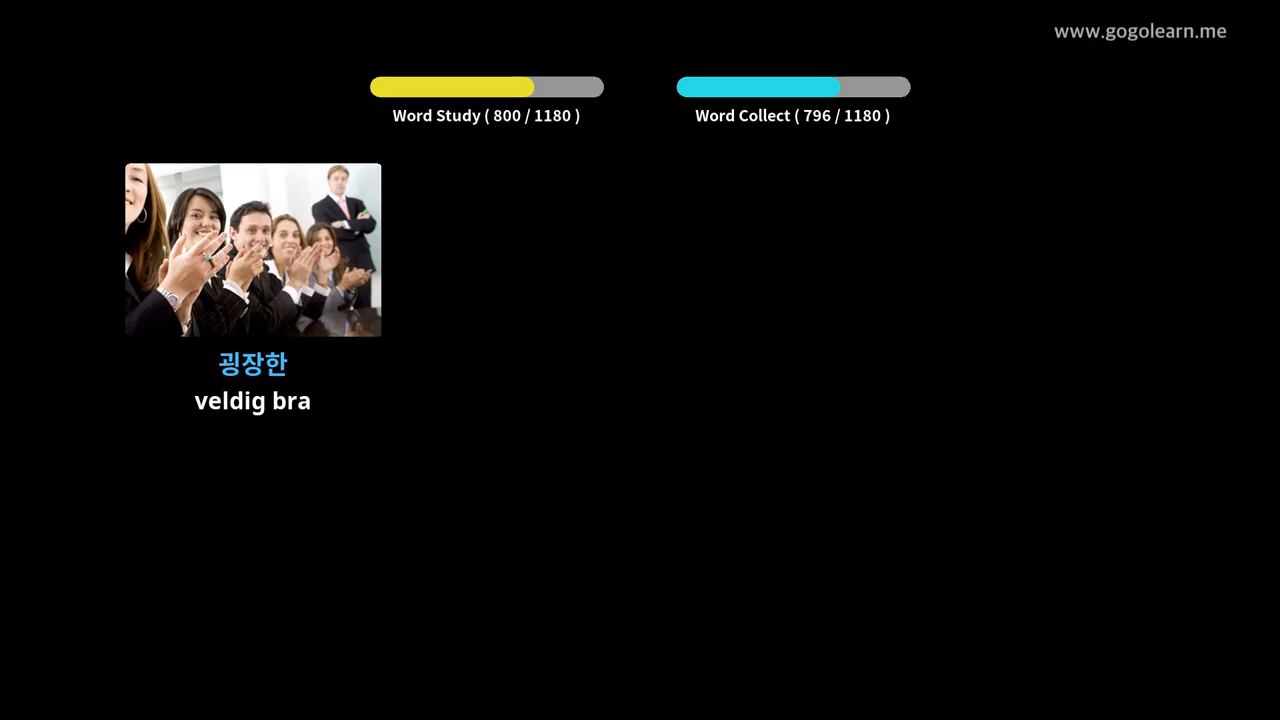 www.gogolearn.me
Word Study ( 800 / 1180 )
Word Collect ( 796 / 1180 )
굉장한
veldig bra